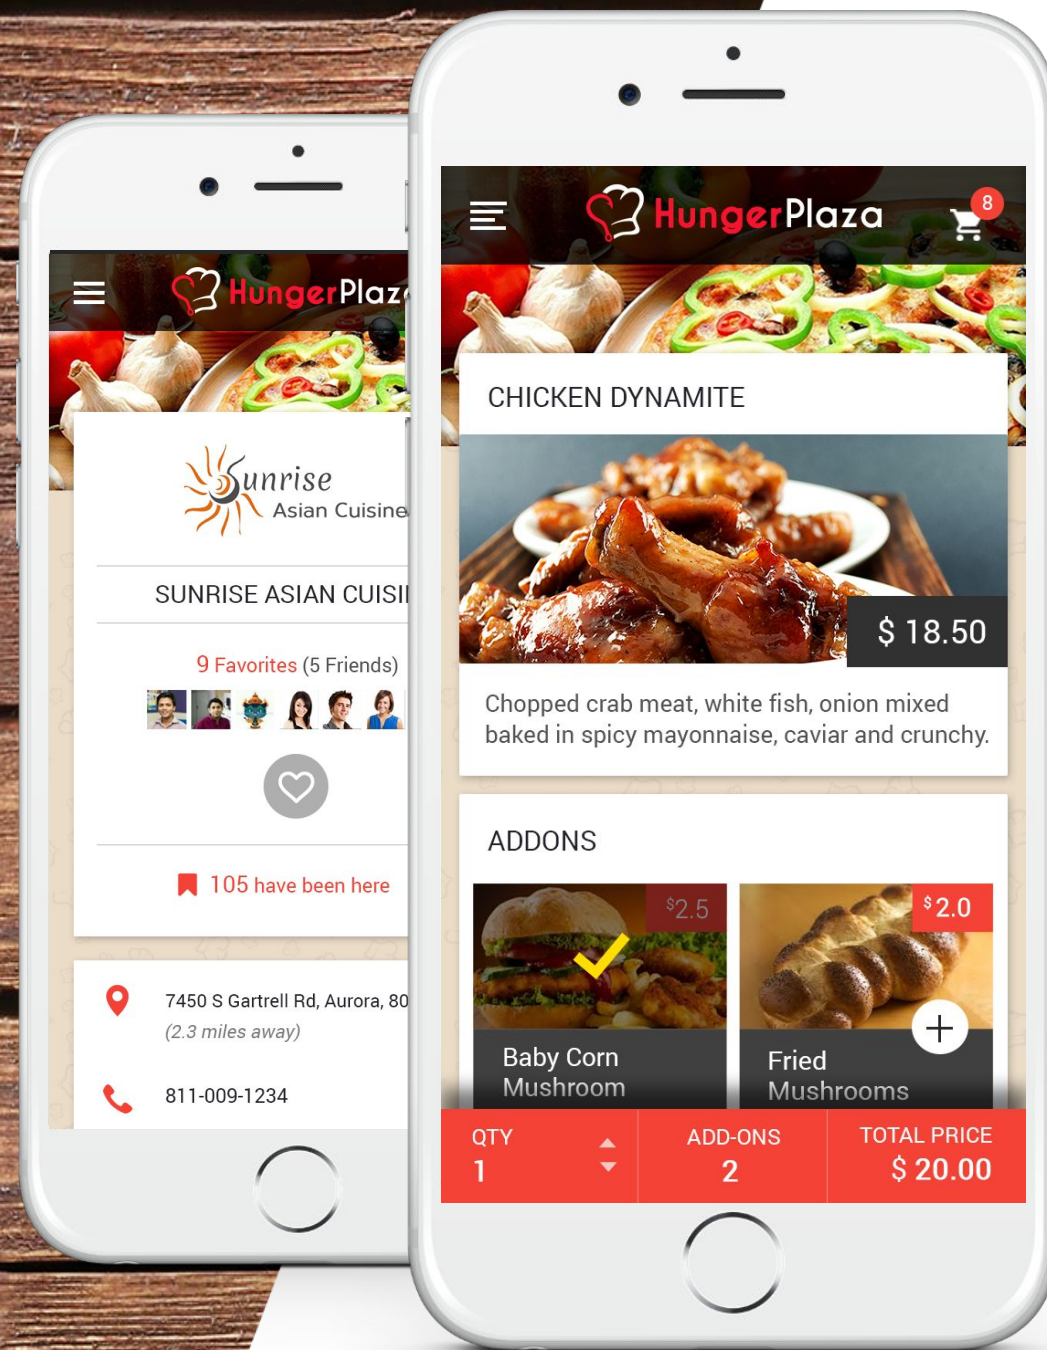 HungerPlaz
Sunrise
Asian Cuisine
SUNRISE ASIAN CUISI
9 Favorites (5 Friends)
105 have been here
7450 S Gartrell Rd, Aurora, 80
(2.3 miles away)
811-009-1234
HungerPlaza
8
CHICKEN DYNAMITE
$ 18.50
Chopped crab meat, white fish, onion mixed
baked in spicy mayonnaise, caviar and crunchy.
ADDONS
$2.5
$2.0
Baby Corn
Mushroom
Fried
Mushrooms
QTY
1
ADD-ONS
2
TOTAL PRICE
$ 20.00